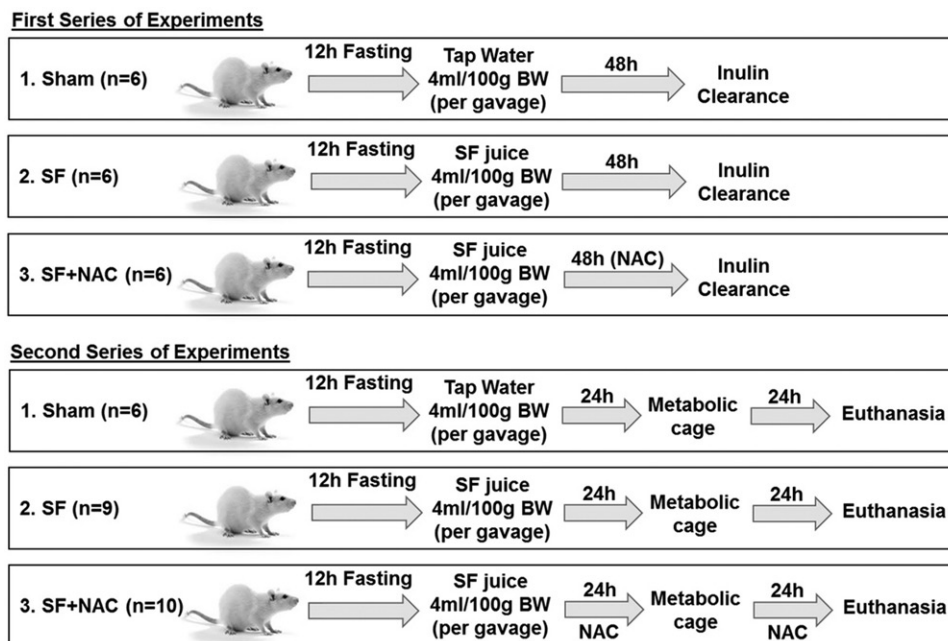 First Series of Experiments
1. Sham (n=6)
12h Fasting
Tap Water
4ml/100g BW
(per gavage)
48h
Inulin
Clearance
2. SF (n=6)
12h Fasting
SF juice
4ml/100g BW
(per gavage)
48h
Inulin
Clearance
3. SF+NAC (n=6)
12h Fasting
SF juice
4ml/100g BW
(per gavage)
48h (NAC)
Inulin
Clearance
Second Series of Experiments
1. Sham (n=6)
12h Fasting
Tap Water
4ml/100g BW
(per gavage)
24h
Metabolic
cage
24h
Euthanasia
2. SF (n=9)
12h Fasting
SF juice
4ml/100g BW
(per gavage)
24h
Metabolic
cage
24h
Euthanasia
3. SF+NAC (n=10)
12h Fasting
SF juice
4ml/100g BW
(per gavage)
24h
NAC
Metabolic
cage
24h
NAC
Euthanasia